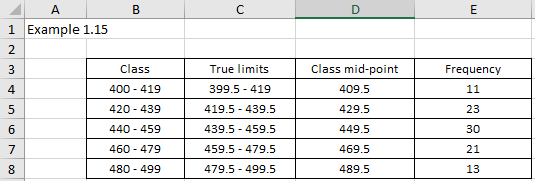 A B C D E
1 Example 1.15
2
3 Class True limits Class mid-point Frequency
4 400 - 419 399.5 - 419 409.5 11
5 420 - 439 419.5 - 439.5 429.5 23
6 440 - 459 439.5 - 459.5 449.5 30
7 460 - 479 459.5 - 479.5 469.5 21
8 480 - 499 479.5 - 499.5 489.5 13